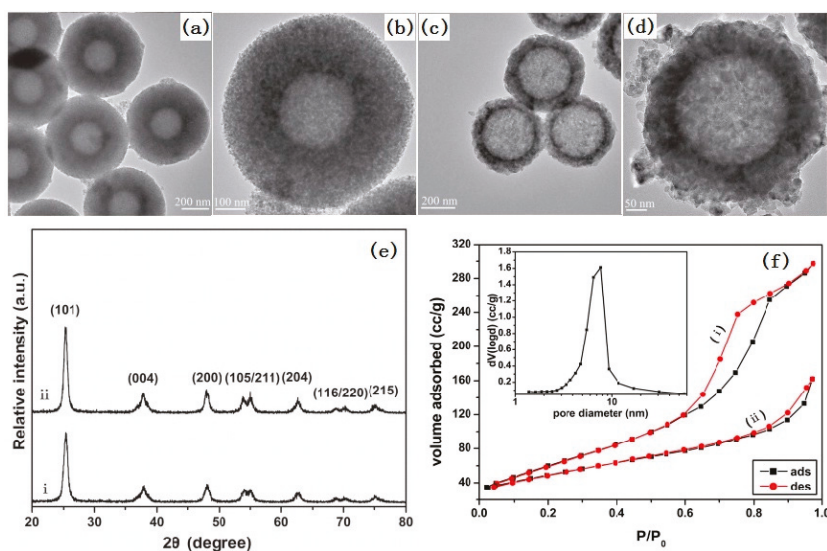 (a)
200 nm
(b)
100 nm
(c)
200 nm
(d)
50 nm
(e)
Relative intensity (a.u.)
(101)
(004)
(200)
(105/211)
(204)
(116/220)
(215)
ii
i
20 30 40 50 60 70 80
2θ (degree)
(f)
volume adsorbed (cc/g)
320
280
240
200
160
120
80
40
0.0 0.2 0.4 0.6 0.8 1.0
P/P0
(i)
(ii)
ads
des
dV(logd) (cc/g)
1.8
1.6
1.4
1.2
1.0
0.8
0.6
0.4
0.2
1 10
pore diameter (nm)